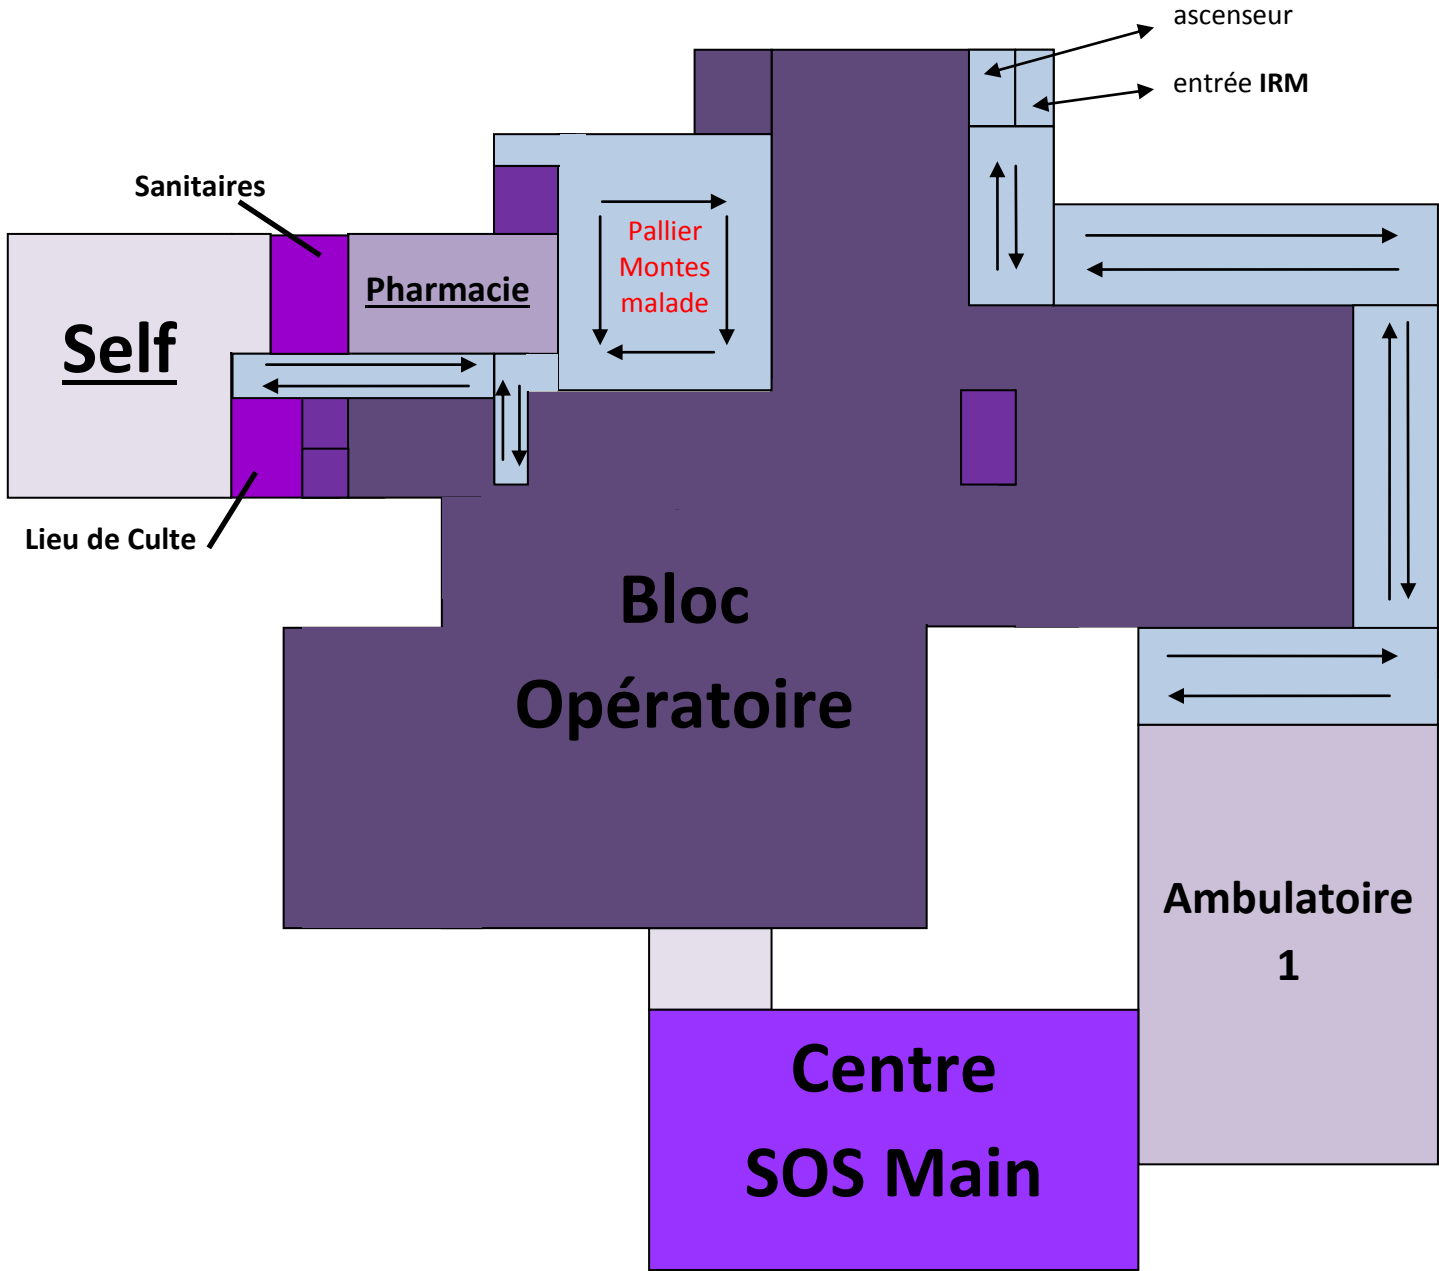 ascenseur
entrée IRM
Sanitaires
Pallier
Montes
malade
Pharmacie
Self
Lieu de Culte
Bloc
Opératoire
Ambulatoire
1
Centre
SOS Main